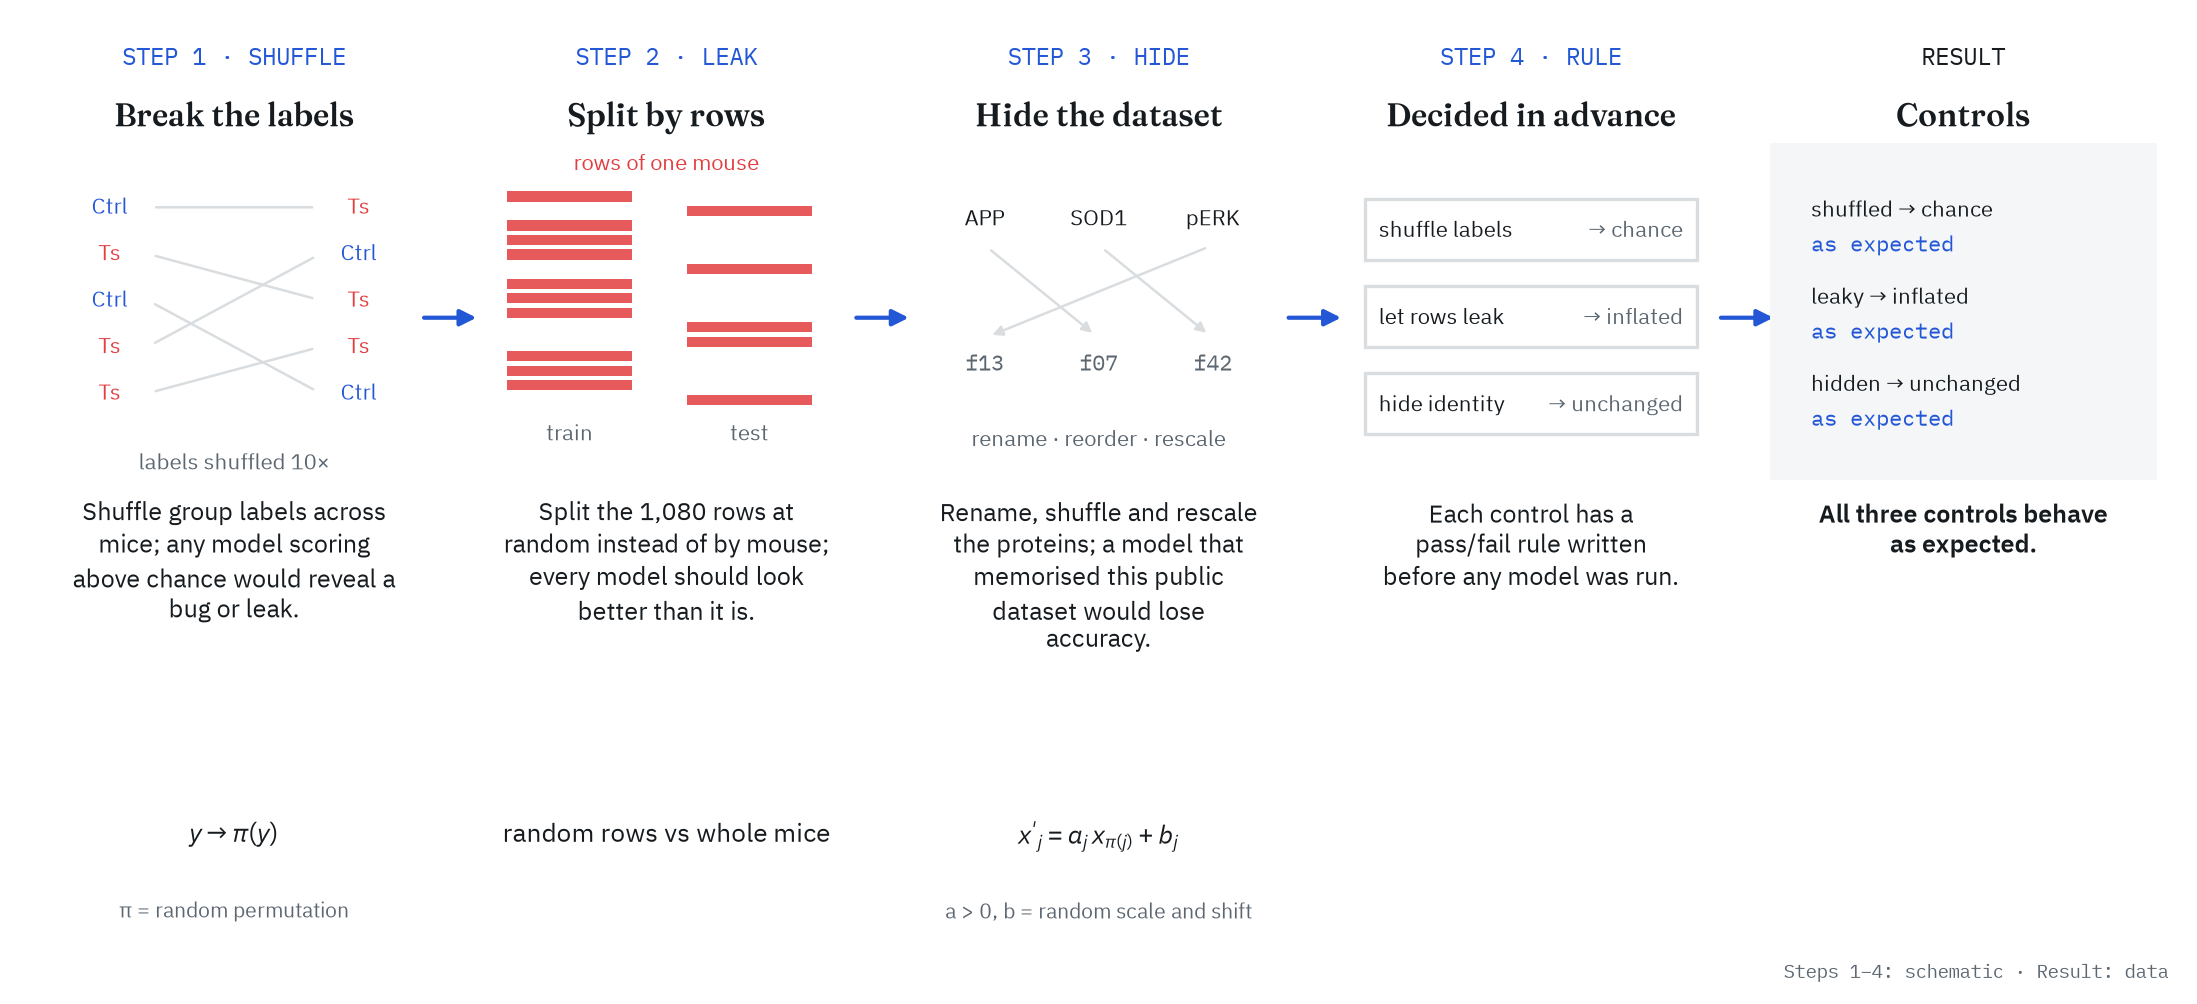 STEP 1 · SHUFFLE
Break the labels
Ctrl
Ts
Ts
Ctrl
Ctrl
Ts
Ts
Ts
Ts
Ctrl
labels shuffled 10×
Shuffle group labels across
mice; any model scoring
above chance would reveal a
bug or leak.
y → π(y)
π = random permutation
STEP 2 · LEAK
Split by rows
rows of one mouse
train
test
Split the 1,080 rows at
random instead of by mouse;
every model should look
better than it is.
random rows vs whole mice
STEP 3 · HIDE
Hide the dataset
APP
SOD1
pERK
f13
f07
f42
rename · reorder · rescale
Rename, shuffle and rescale
the proteins; a model that
memorised this public
dataset would lose
accuracy.
x′j = aj xπ(j) + bj
a > 0, b = random scale and shift
STEP 4 · RULE
Decided in advance
shuffle labels → chance
let rows leak → inflated
hide identity → unchanged
Each control has a
pass/fail rule written
before any model was run.
RESULT
Controls
shuffled → chance
as expected
leaky → inflated
as expected
hidden → unchanged
as expected
All three controls behave
as expected.
Steps 1–4: schematic · Result: data